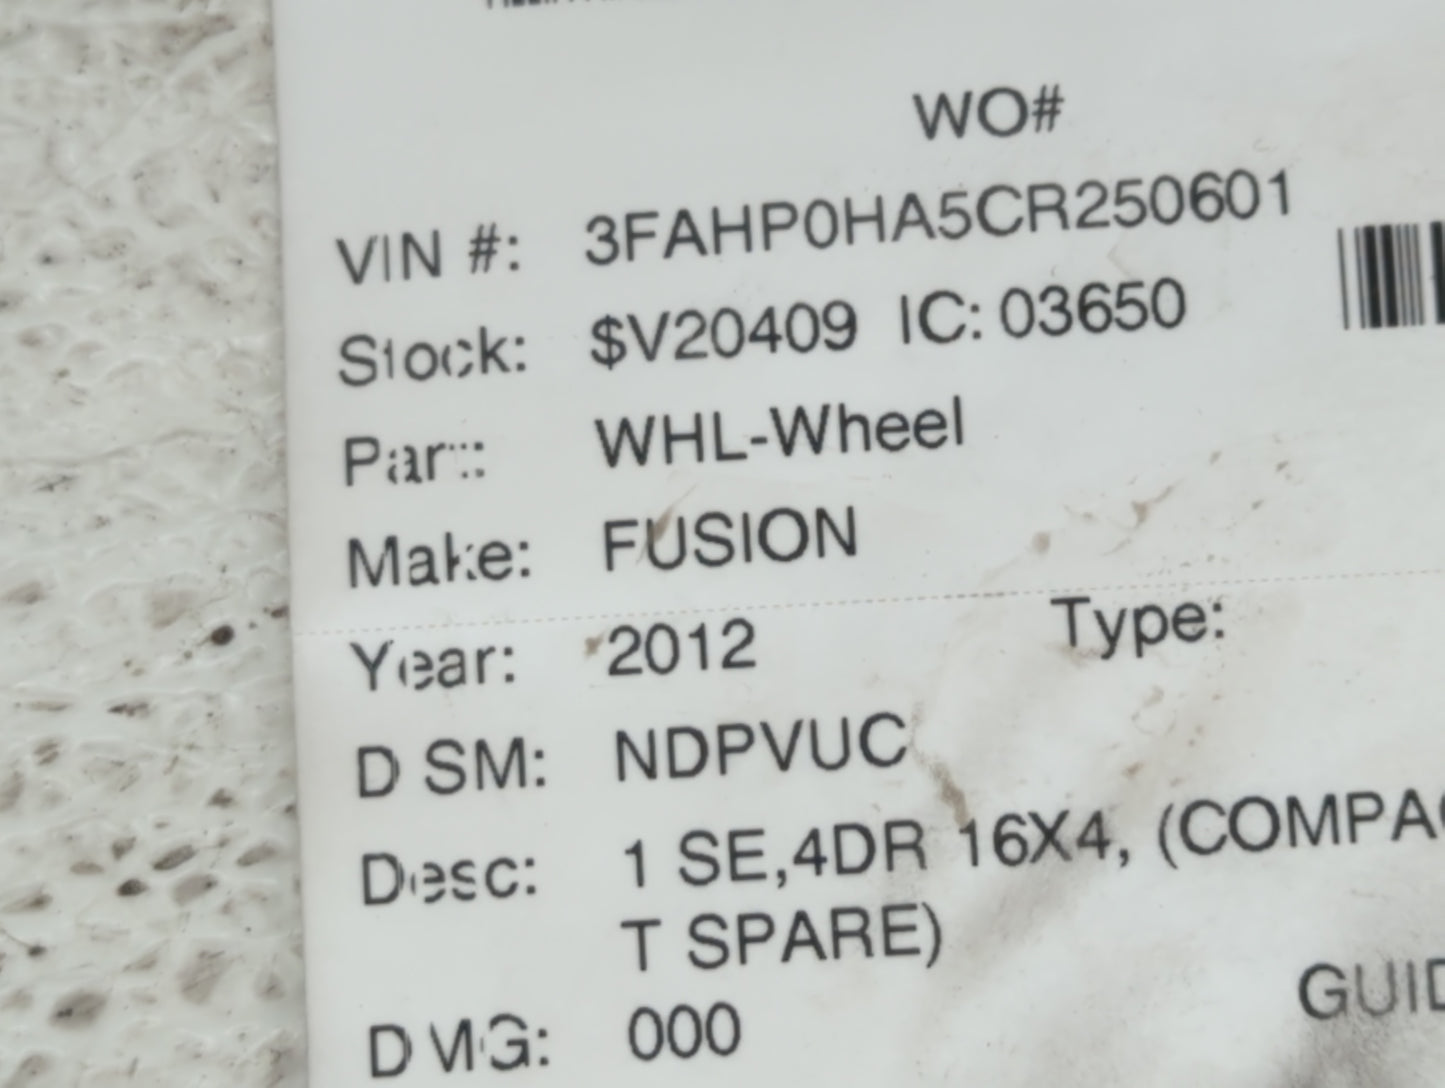 WO#
VIN #: 3FAHP0HA5CR250601
Stock: $V20409 IC: 03650
Part: WHL-Wheel
Make: FUSION
Year: 2012 Type:
D SM: NDPVUC
Desc: 1 SE,4DR 16X4, (COMPA
T SPARE)
GUID
DMG: 000